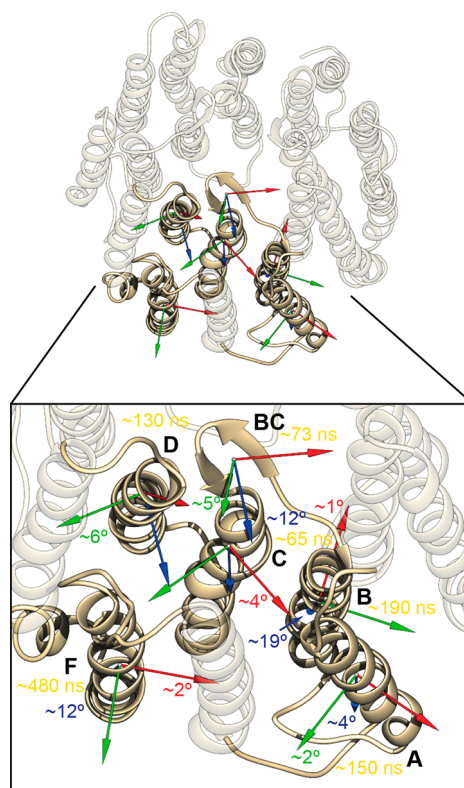 BC
~130 ns
D
~73 ns
~5º
~1º
~6º
~12º
~65 ns
C
B
~4º
~190 ns
~19º
F
~480 ns
~2º
~12º
~4º
~2º
A
~150 ns